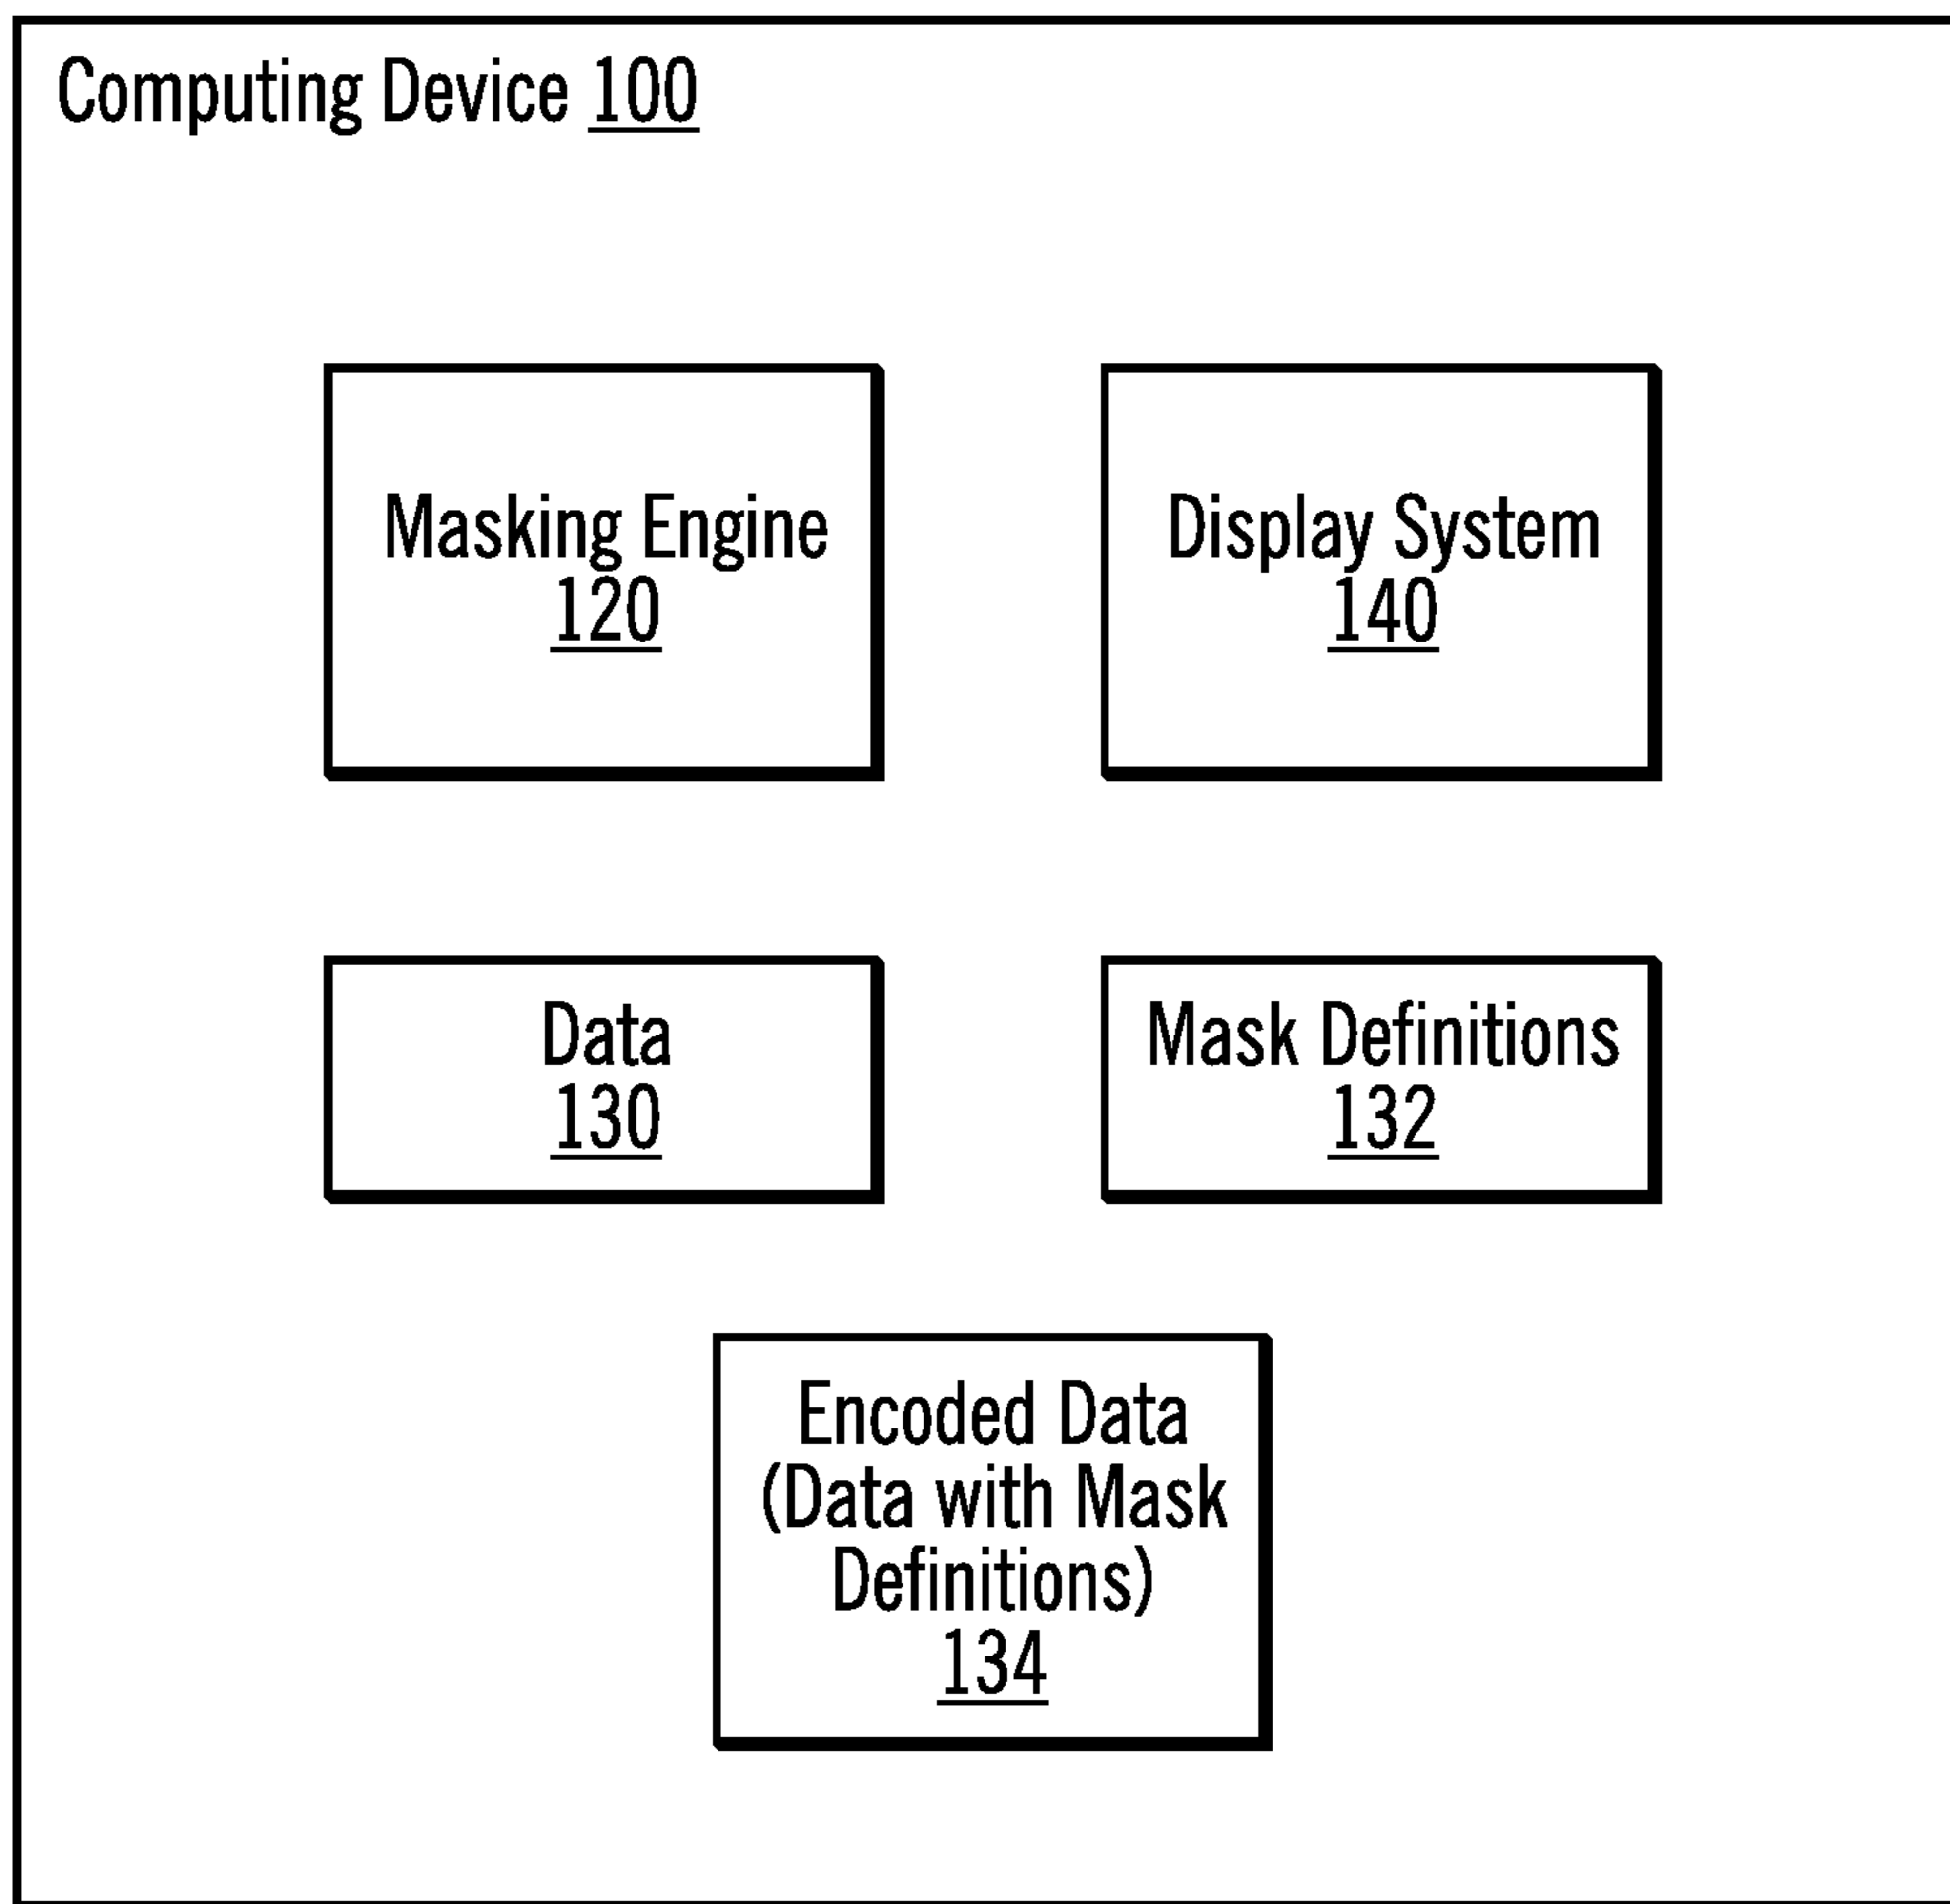 Computing Device 100
Masking Engine
120
Display System
140
Data
130
Mask Definitions
132
Encoded Data
(Data with Mask
Definitions)
134